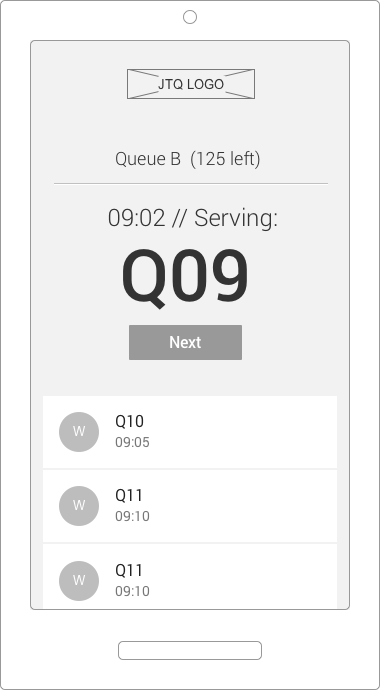 JTQ LOGO
Queue B (125 left)
09:02 // Serving:
Q09
Next
W
Q10
09:05
W
Q11
09:10
W
Q11
09:10